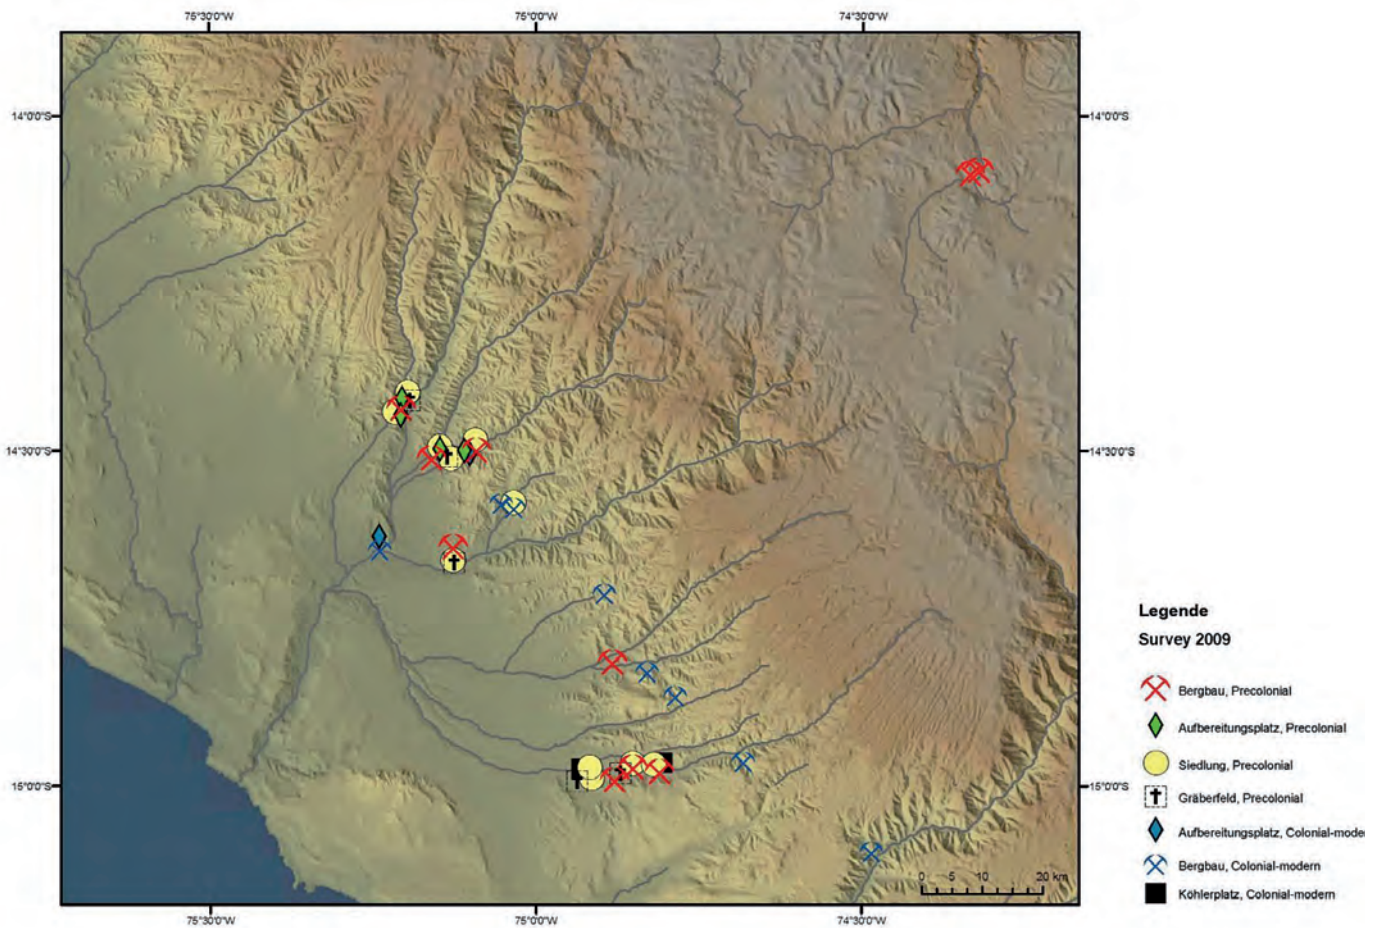 75°30'0"W 75°0'0"W 74°30'0"W
14°0'0"S 14°0'0"S
14°30'0"S 14°30'0"S
15°0'0"S 15°0'0"S
75°30'0"W 75°0'0"W 74°30'0"W
0 5 10 20 km
Legende
Survey 2009
Bergbau, Precolonial
Aufbereitungsplatz, Precolonial
Siedlung, Precolonial
Gräberfeld, Precolonial
Aufbereitungsplatz, Colonial-mode
Bergbau, Colonial-modern
Köhlerplatz, Colonial-modern